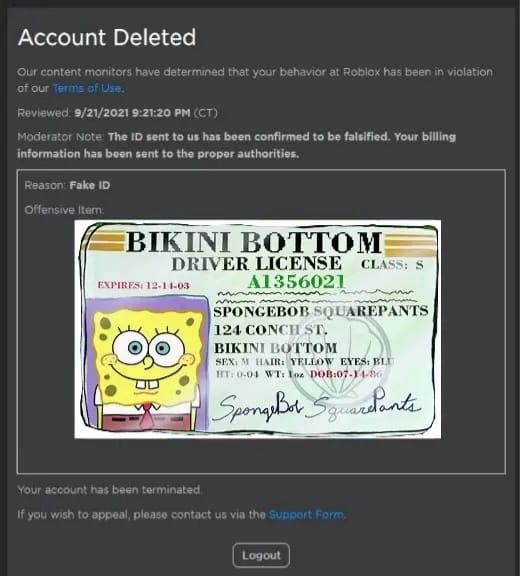 Account Deleted
Our content monitors have determined that your behavior at Roblox has been in violation
of our Terms of Use.
Reviewed: 9/21/2021 9:21:20 PM (CT)
Moderator Note: The ID sent to us has been confirmed to be falsified. Your billing
information has been sent to the proper authorities.
Reason: Fake ID
Offensive Item:
BIKINI BOTTOM
DRIVER LICENSE CLASS: S
EXPIRES: 12-14-03 A1356021
SPONGEBOB SQUAREPANTS
124 CONCH ST.
BIKINI BOTTOM
SEX: M HAIR: YELLOW EYES: BLU
HT: 0-04 WT: 1oz DOB:07-14-86
SpongeBob SquarePants
Your account has been terminated.
If you wish to appeal, please contact us via the Support Form.
Logout